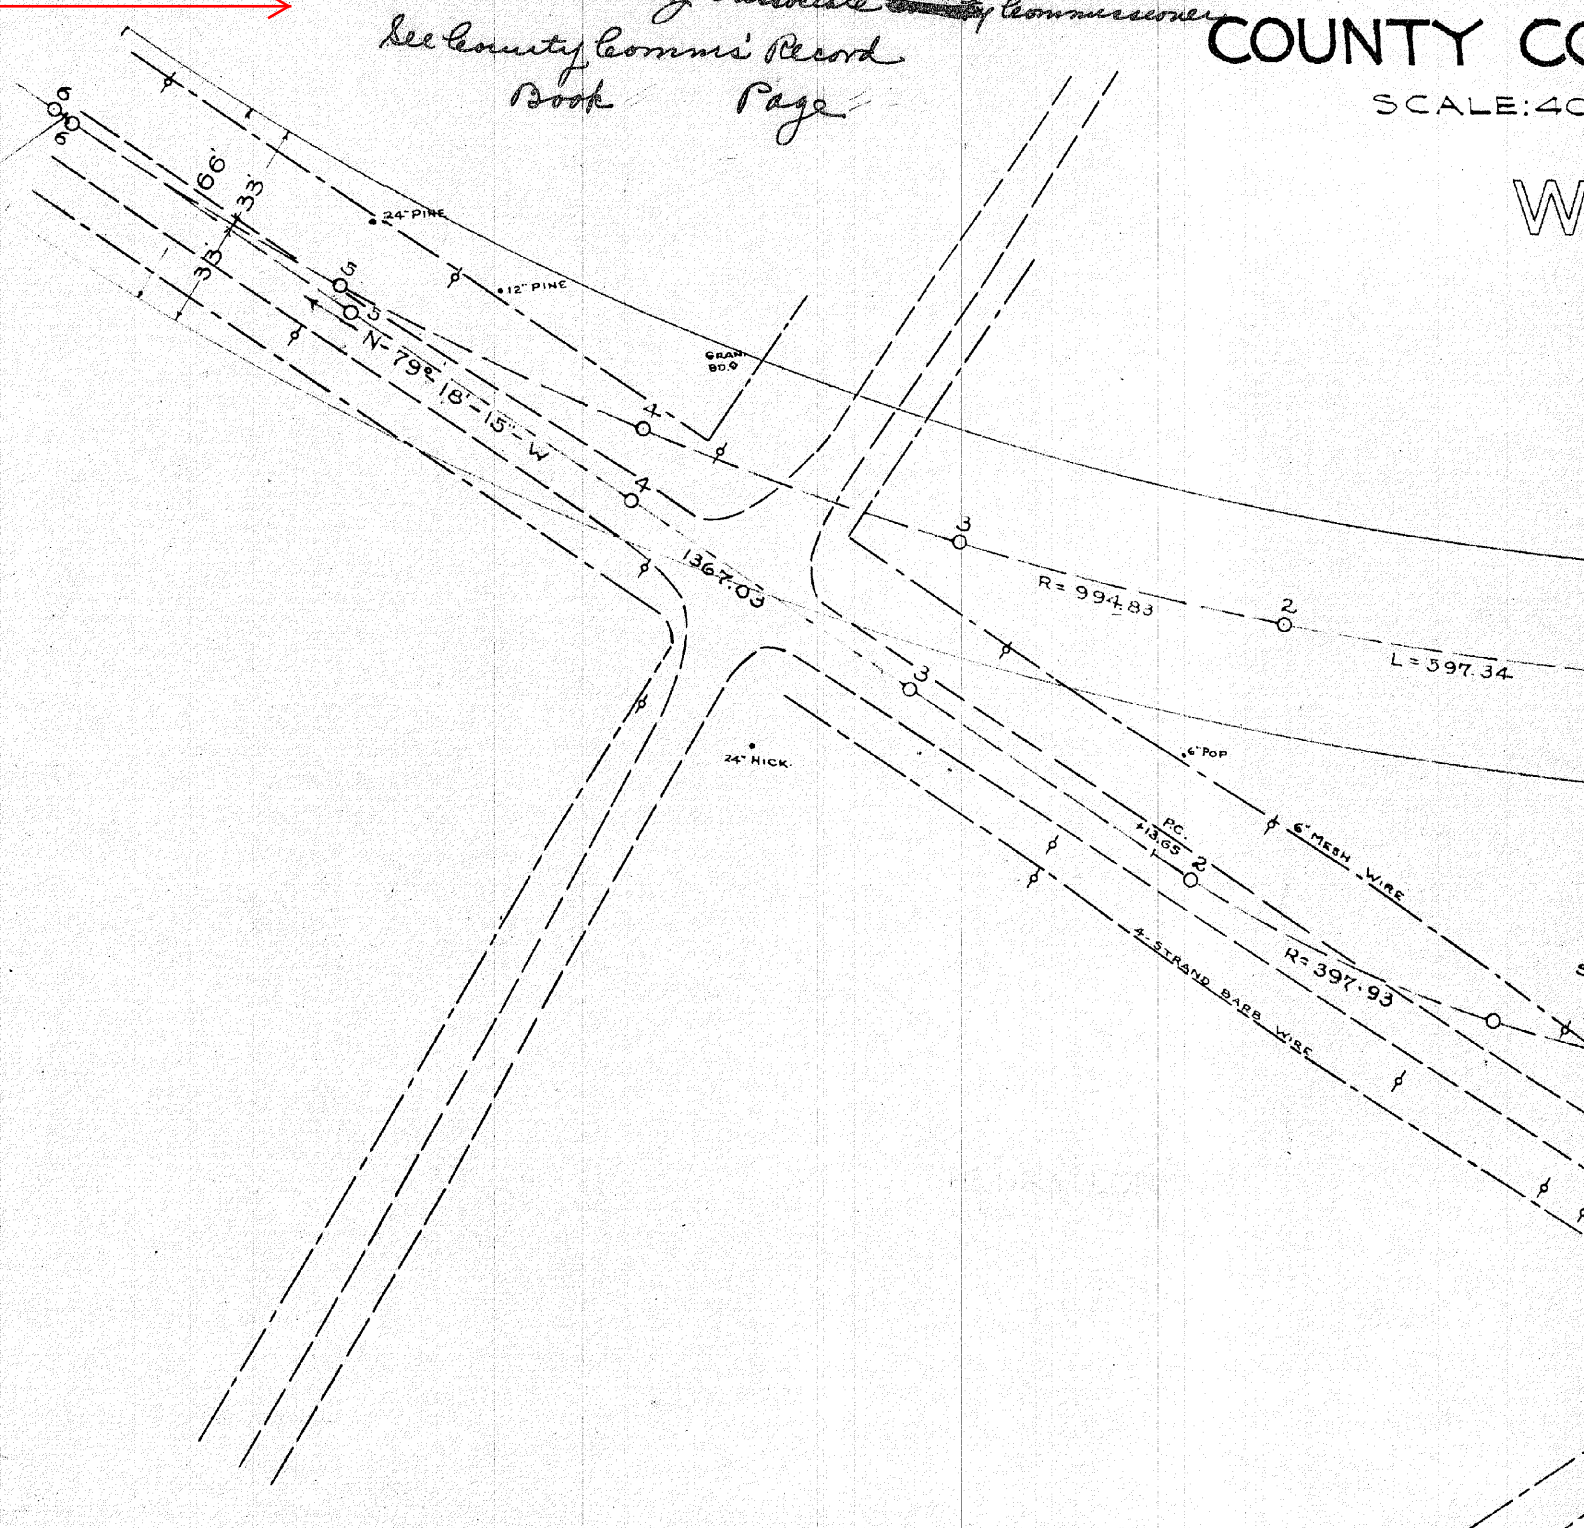 Commissioner
See County Comms' Record
Book Page
COUNTY CO
SCALE:40
W
6
6
66'
33'
33'
24" PINE
12" PINE
5
5
N-79°-18'-15"-W
GRAN.
BD.
4
4
1367.03
3
R=994.83
2
L=597.34
3
24" HICK.
6" POP
P.C.
+13.65
2
6" MESH WIRE
R=397.93
4-STRAND BARB WIRE
S